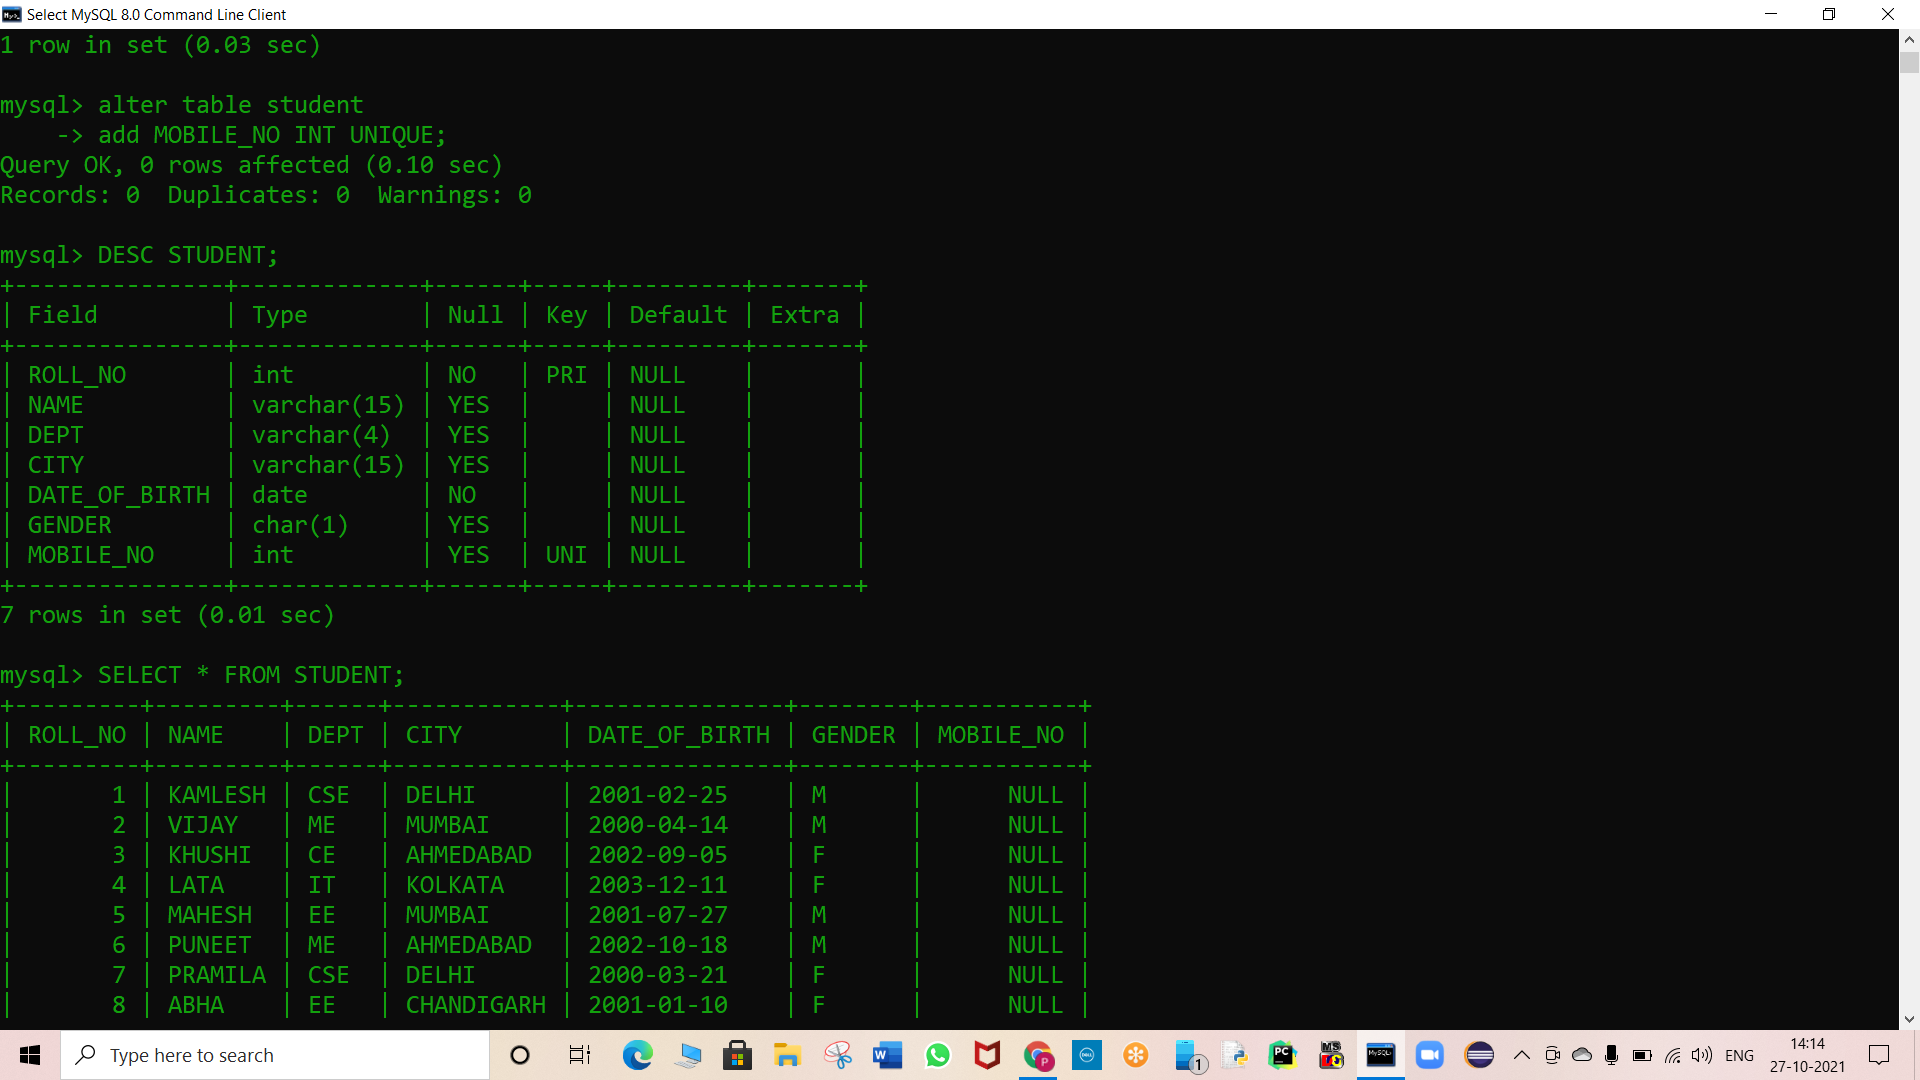 Select MySQL 8.0 Command Line Client
1 row in set (0.03 sec)
mysql> alter table student
    -> add MOBILE_NO INT UNIQUE;
Query OK, 0 rows affected (0.10 sec)
Records: 0  Duplicates: 0  Warnings: 0
mysql> DESC STUDENT;
+---------------+-------------+------+-----+---------+-------+
| Field         | Type        | Null | Key | Default | Extra |
+---------------+-------------+------+-----+---------+-------+
| ROLL_NO       | int         | NO   | PRI | NULL    |       |
| NAME          | varchar(15) | YES  |     | NULL    |       |
| DEPT          | varchar(4)  | YES  |     | NULL    |       |
| CITY          | varchar(15) | YES  |     | NULL    |       |
| DATE_OF_BIRTH | date        | NO   |     | NULL    |       |
| GENDER        | char(1)     | YES  |     | NULL    |       |
| MOBILE_NO     | int         | YES  | UNI | NULL    |       |
+---------------+-------------+------+-----+---------+-------+
7 rows in set (0.01 sec)
mysql> SELECT * FROM STUDENT;
+---------+---------+------+------------+---------------+--------+-----------+
| ROLL_NO | NAME    | DEPT | CITY       | DATE_OF_BIRTH | GENDER | MOBILE_NO |
+---------+---------+------+------------+---------------+--------+-----------+
|       1 | KAMLESH | CSE  | DELHI      | 2001-02-25    | M      |      NULL |
|       2 | VIJAY   | ME   | MUMBAI     | 2000-04-14    | M      |      NULL |
|       3 | KHUSHI  | CE   | AHMEDABAD  | 2002-09-05    | F      |      NULL |
|       4 | LATA    | IT   | KOLKATA    | 2003-12-11    | F      |      NULL |
|       5 | MAHESH  | EE   | MUMBAI     | 2001-07-27    | M      |      NULL |
|       6 | PUNEET  | ME   | AHMEDABAD  | 2002-10-18    | M      |      NULL |
|       7 | PRAMILA | CSE  | DELHI      | 2000-03-21    | F      |      NULL |
|       8 | ABHA    | EE   | CHANDIGARH | 2001-01-10    | F      |      NULL |
Type here to search
ENG
14:14
27-10-2021